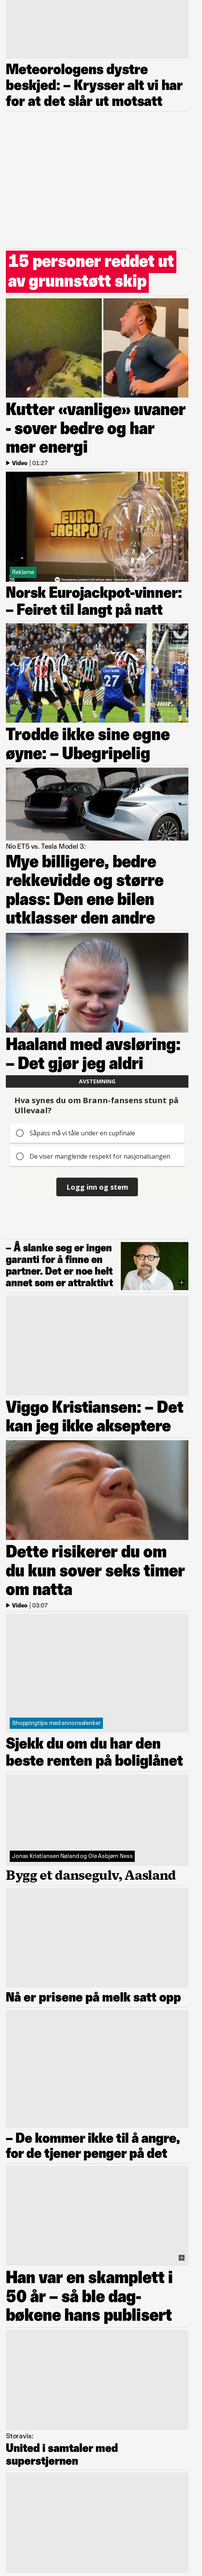 Meteorologens dystre
beskjed: – Krysser alt vi har
for at det slår ut motsatt
15 personer reddet ut
av grunnstøtt skip
Kutter «vanlige» uvaner
- sover bedre og har
mer energi
Video | 01:27
EURO
JACKPOT
Reklame
Norsk Eurojackpot-vinner:
– Feiret til langt på natt
Trodde ikke sine egne
øyne: – Ubegripelig
Nio ET5 vs. Tesla Model 3:
Mye billigere, bedre
rekkevidde og større
plass: Den ene bilen
utklasser den andre
Haaland med avsløring:
– Det gjør jeg aldri
AVSTEMNING
Hva synes du om Brann-fansens stunt på
Ullevaal?
Såpass må vi tåle under en cupfinale
De viser manglende respekt for nasjonalsangen
Logg inn og stem
– Å slanke seg er ingen
garanti for å finne en
partner. Det er noe helt
annet som er attraktivt
Viggo Kristiansen: – Det
kan jeg ikke akseptere
Dette risikerer du om
du kun sover seks timer
om natta
Video | 03:07
Shoppingtips med annonselenker
Sjekk du om du har den
beste renten på boliglånet
Jonas Kristiansen Nøland og Ole Asbjørn Ness
Bygg et dansegulv, Aasland
Nå er prisene på melk satt opp
– De kommer ikke til å angre,
for de tjener penger på det
Han var en skamplett i
50 år – så ble dag-
bøkene hans publisert
Storavis:
United i samtaler med
superstjernen